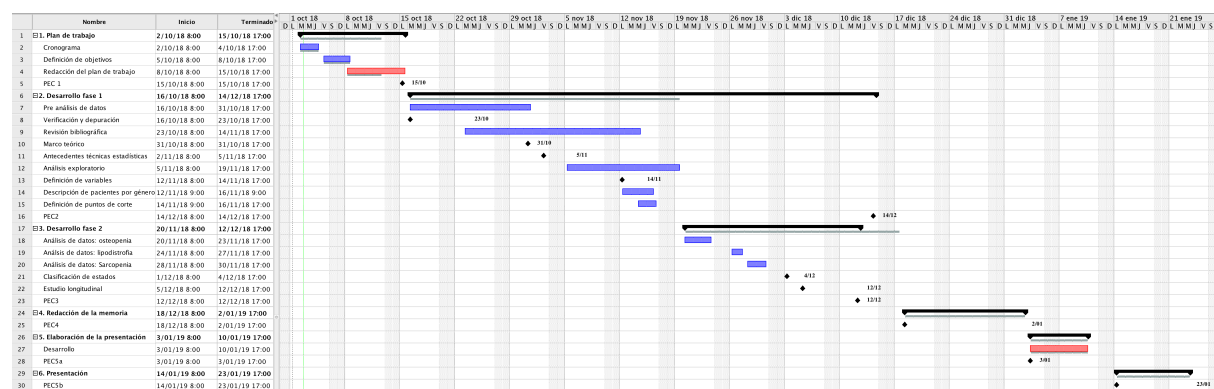 Nombre Inicio Terminado
1 oct 18 8 oct 18 15 oct 18 22 oct 18 29 oct 18 5 nov 18 12 nov 18 19 nov 18 26 nov 18 3 dic 18 10 dic 18 17 dic 18 24 dic 18 31 dic 18 7 ene 19 14 ene 19 21 ene 19
D L M M J V S D L M M J V S D L M M J V S D L M M J V S D L M M J V S D L M M J V S D L M M J V S D L M M J V S D L M M J V S D L M M J V S D L M M J V S D L M M J V S D L M M J V S D L M M J V S D L M M J V S D L M M J V S D L M M J V S
1 1. Plan de trabajo 2/10/18 8:00 15/10/18 17:00
2 Cronograma 2/10/18 8:00 4/10/18 17:00
3 Definición de objetivos 5/10/18 8:00 8/10/18 17:00
4 Redacción del plan de trabajo 8/10/18 8:00 15/10/18 17:00
5 PEC 1 15/10/18 8:00 15/10/18 17:00 15/10
6 2. Desarrollo fase 1 16/10/18 8:00 14/12/18 17:00
7 Pre análisis de datos 16/10/18 8:00 31/10/18 17:00
8 Verificación y depuración 16/10/18 8:00 23/10/18 17:00 23/10
9 Revisión bibliográfica 23/10/18 8:00 14/11/18 17:00
10 Marco teórico 31/10/18 8:00 31/10/18 17:00 31/10
11 Antecedentes técnicas estadísticas 2/11/18 8:00 5/11/18 17:00 5/11
12 Análisis exploratorio 5/11/18 8:00 19/11/18 17:00
13 Definición de variables 12/11/18 8:00 14/11/18 17:00 14/11
14 Descripción de pacientes por género 12/11/18 9:00 16/11/18 9:00
15 Definición de puntos de corte 14/11/18 9:00 16/11/18 17:00
16 PEC2 14/12/18 8:00 14/12/18 17:00 14/12
17 3. Desarrollo fase 2 20/11/18 8:00 12/12/18 17:00
18 Análisis de datos: osteopenia 20/11/18 8:00 23/11/18 17:00
19 Análsis de datos: lipodistrofia 24/11/18 8:00 27/11/18 17:00
20 Análisis de datos: Sarcopenia 28/11/18 8:00 30/11/18 17:00
21 Clasificación de estados 1/12/18 8:00 4/12/18 17:00 4/12
22 Estudio longitudinal 5/12/18 8:00 12/12/18 17:00 12/12
23 PEC3 12/12/18 8:00 12/12/18 17:00 12/12
24 4. Redacción de la memoria 18/12/18 8:00 2/01/19 17:00
25 PEC4 18/12/18 8:00 2/01/19 17:00 2/01
26 5. Elaboración de la presentación 3/01/19 8:00 10/01/19 17:00
27 Desarrollo 3/01/19 8:00 10/01/19 17:00
28 PEC5a 3/01/19 8:00 3/01/19 17:00 3/01
29 6. Presentación 14/01/19 8:00 23/01/19 17:00
30 PEC5b 14/01/19 8:00 23/01/19 17:00 23/01